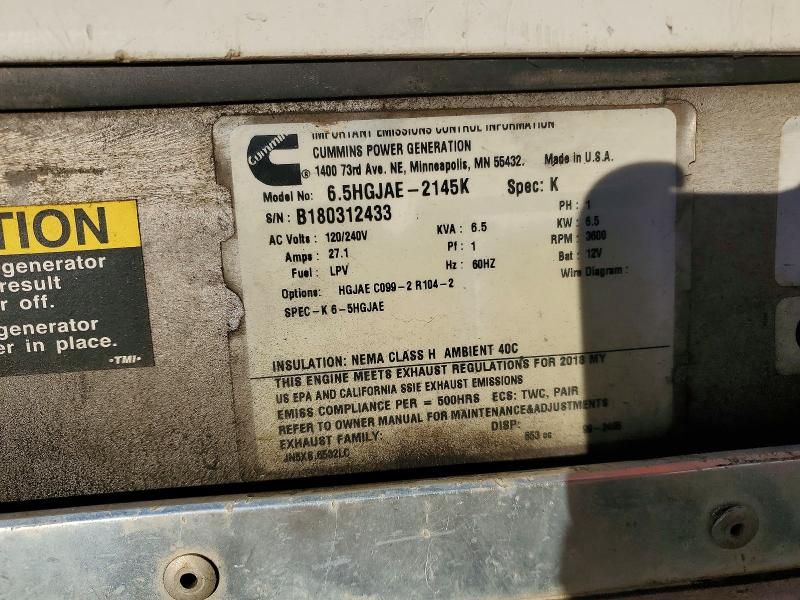 IMPORTANT EMISSIONS CONTROL INFORMATION
CUMMINS POWER GENERATION
Cummins
® 1400 73rd Ave. NE, Minneapolis, MN 55432. Made in U.S.A.
Model No: 6.5HGJAE-2145K Spec: K
S/N: B180312433 PH: 1
AC Volts: 120/240V KVA: 6.5 KW: 6.5
Amps: 27.1 Pf: 1 RPM: 3600
Fuel: LPV Hz: 60HZ Bat: 12V
Wire Diagram:
Options: HGJAE C099-2 R104-2
SPEC-K 6-5HGJAE
INSULATION: NEMA CLASS H AMBIENT 40C
THIS ENGINE MEETS EXHAUST REGULATIONS FOR 2018 MY
US EPA AND CALIFORNIA SSIE EXHAUST EMISSIONS
EMISS COMPLIANCE PER = 500HRS ECS: TWC, PAIR
REFER TO OWNER MANUAL FOR MAINTENANCE&ADJUSTMENTS
EXHAUST FAMILY: DISP:
653 cc
TION
generator
result
off.
generator
er in place.
-TMI-